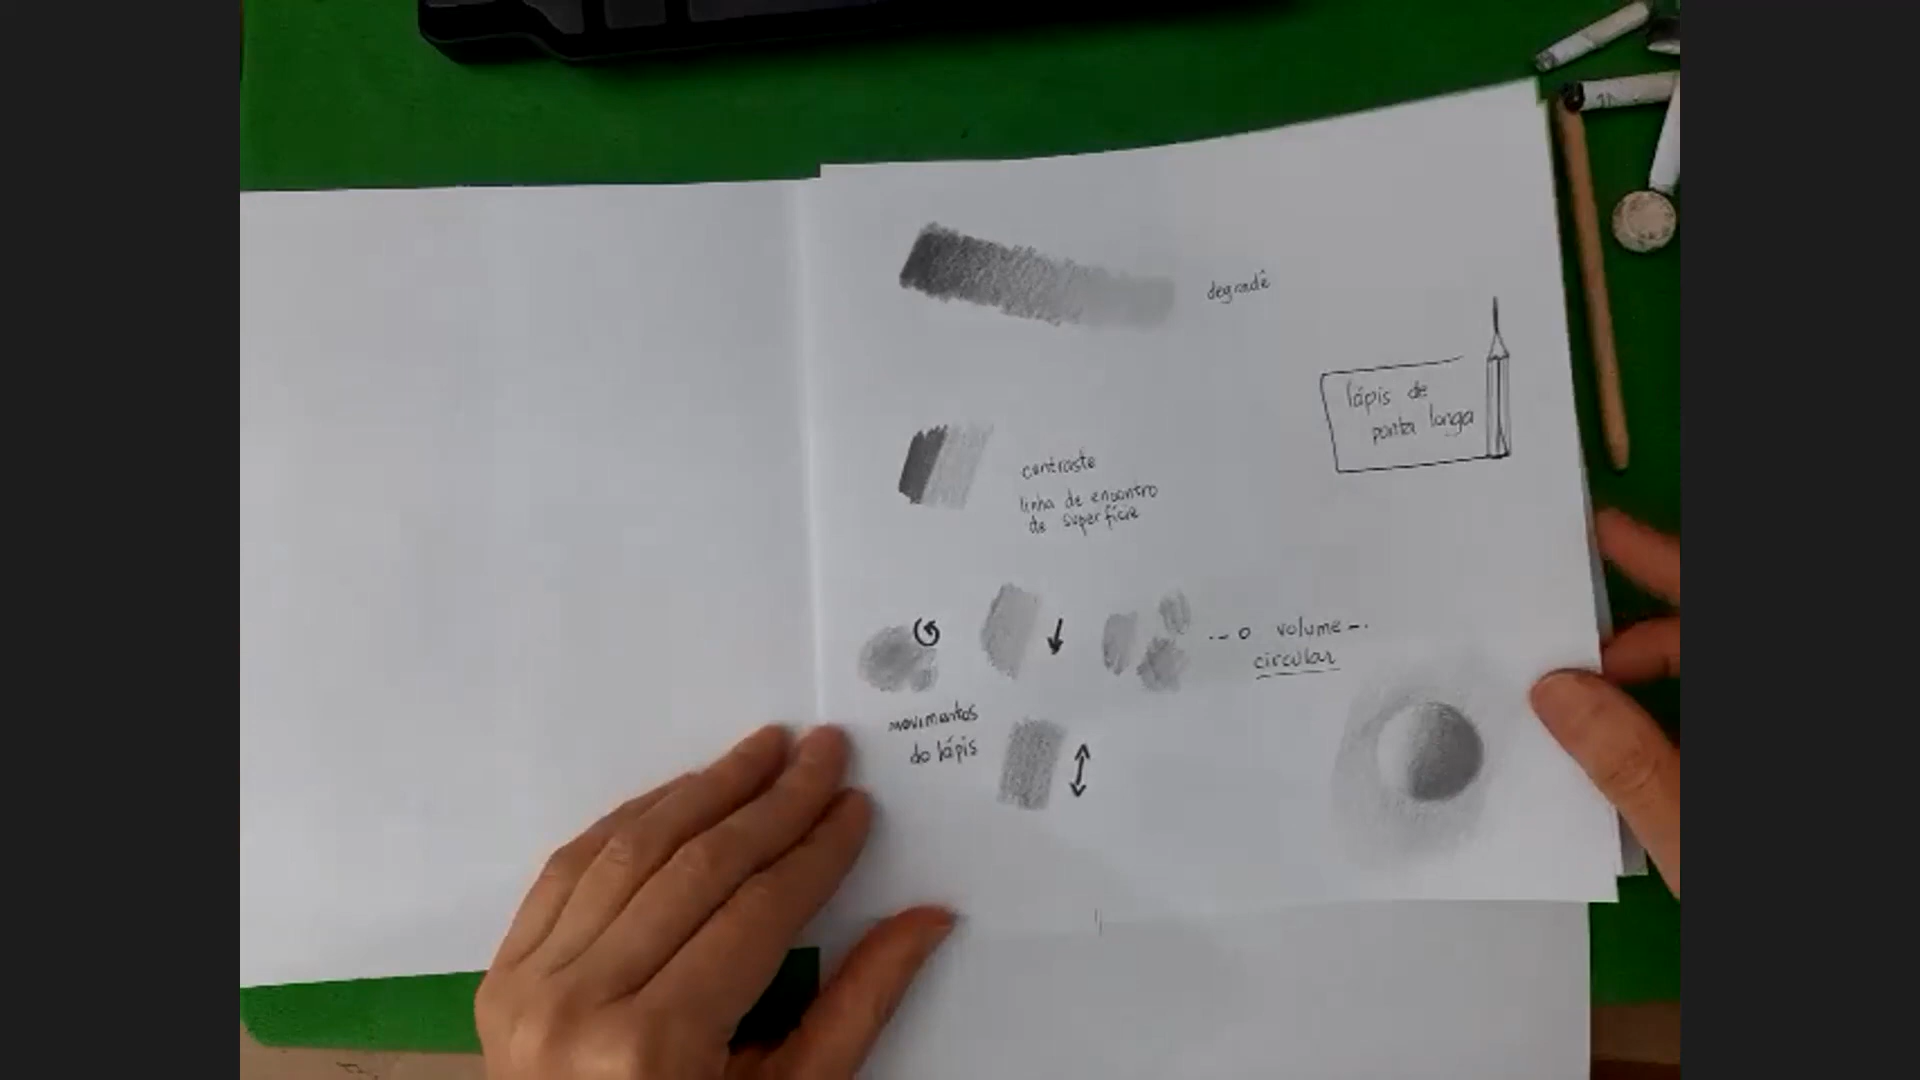 degradê
lápis de
ponta longa
contraste
linha de encontro
de superfície
o volume
circular
movimentos
do lápis